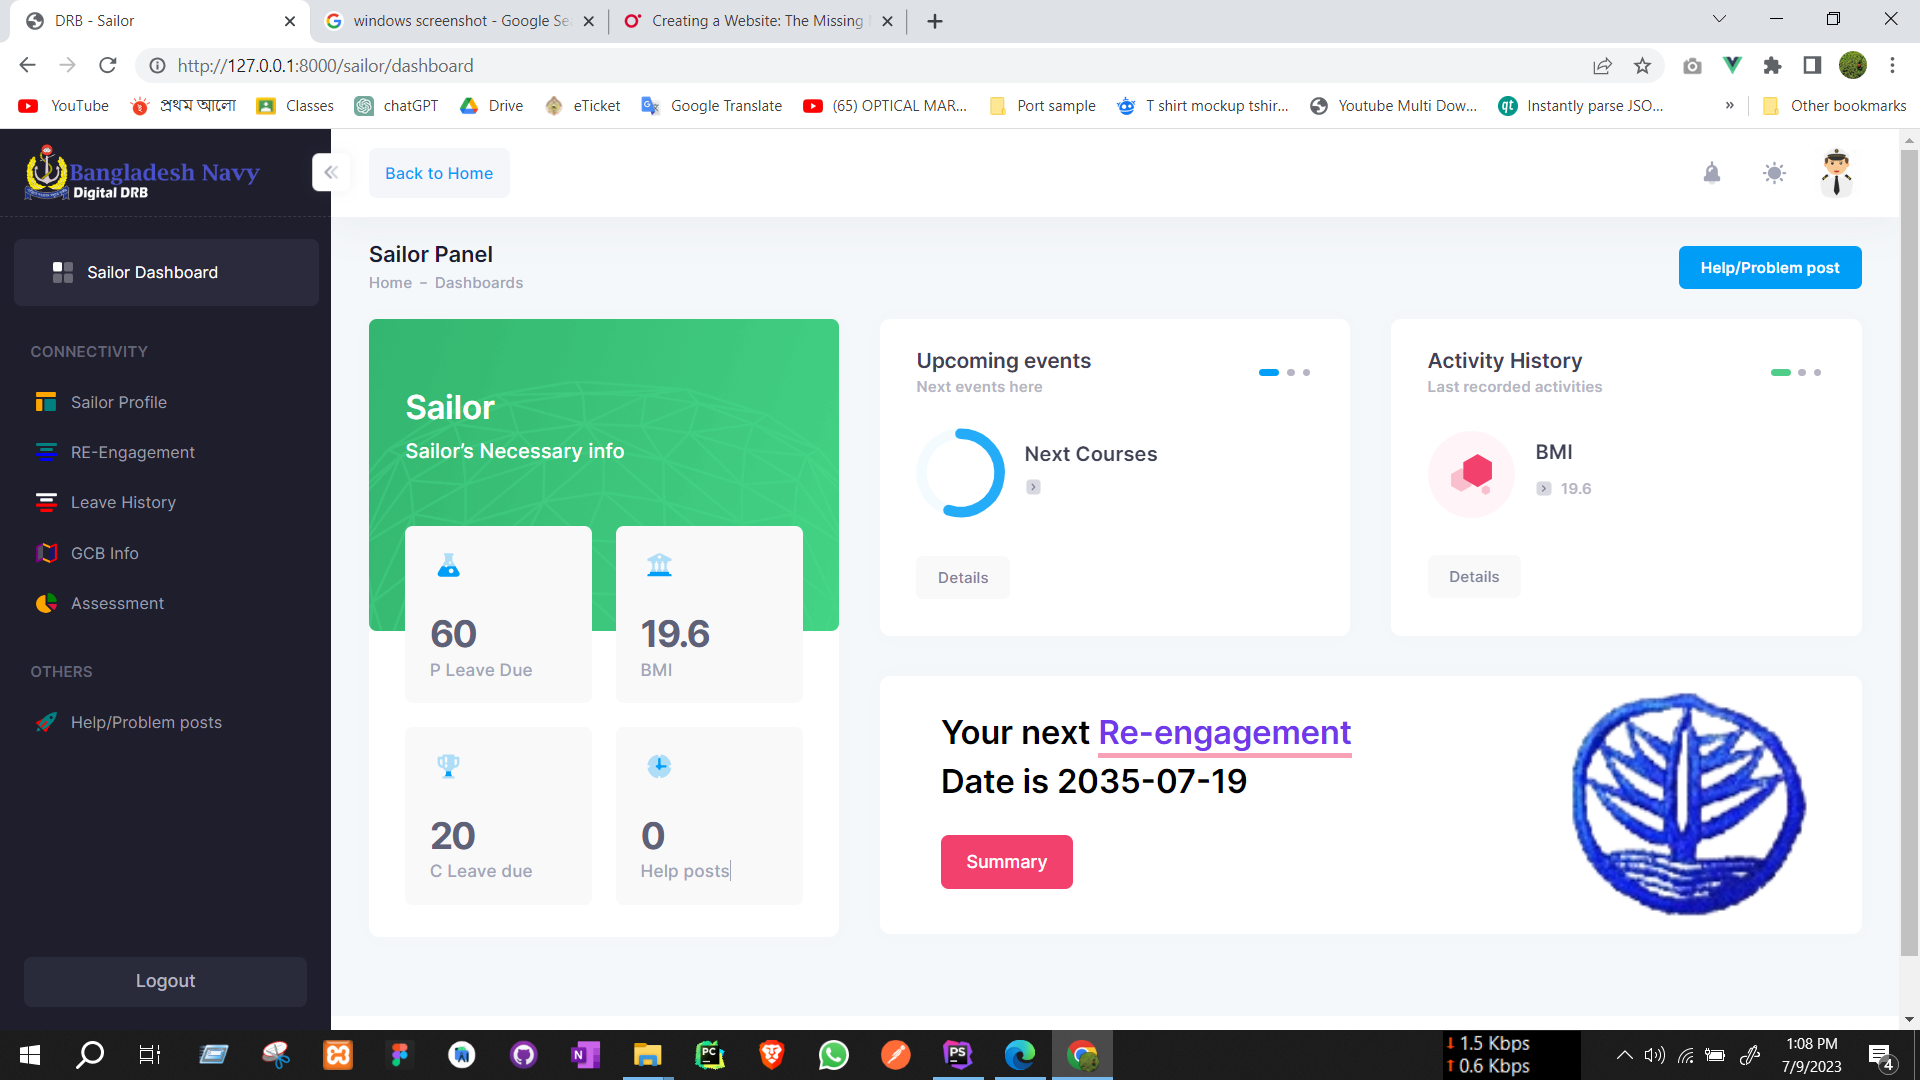 DRB - Sailor
windows screenshot - Google Se
Creating a Website: The Missing
http://127.0.0.1:8000/sailor/dashboard
YouTube
প্রথম আলো
Classes
chatGPT
Drive
eTicket
Google Translate
(65) OPTICAL MAR...
Port sample
T shirt mockup tshir...
Youtube Multi Dow...
Instantly parse JSO...
»
Other bookmarks
Bangladesh Navy
Digital DRB
Back to Home
Sailor Dashboard
CONNECTIVITY
Sailor Profile
RE-Engagement
Leave History
GCB Info
Assessment
OTHERS
Help/Problem posts
Logout
Sailor Panel
Home - Dashboards
Help/Problem post
Sailor
Sailor's Necessary info
60
P Leave Due
19.6
BMI
20
C Leave due
0
Help posts
Upcoming events
Next events here
Next Courses
Details
Activity History
Last recorded activities
BMI
19.6
Details
Your next Re-engagement
Date is 2035-07-19
Summary
1.5 Kbps
0.6 Kbps
1:08 PM
7/9/2023
4